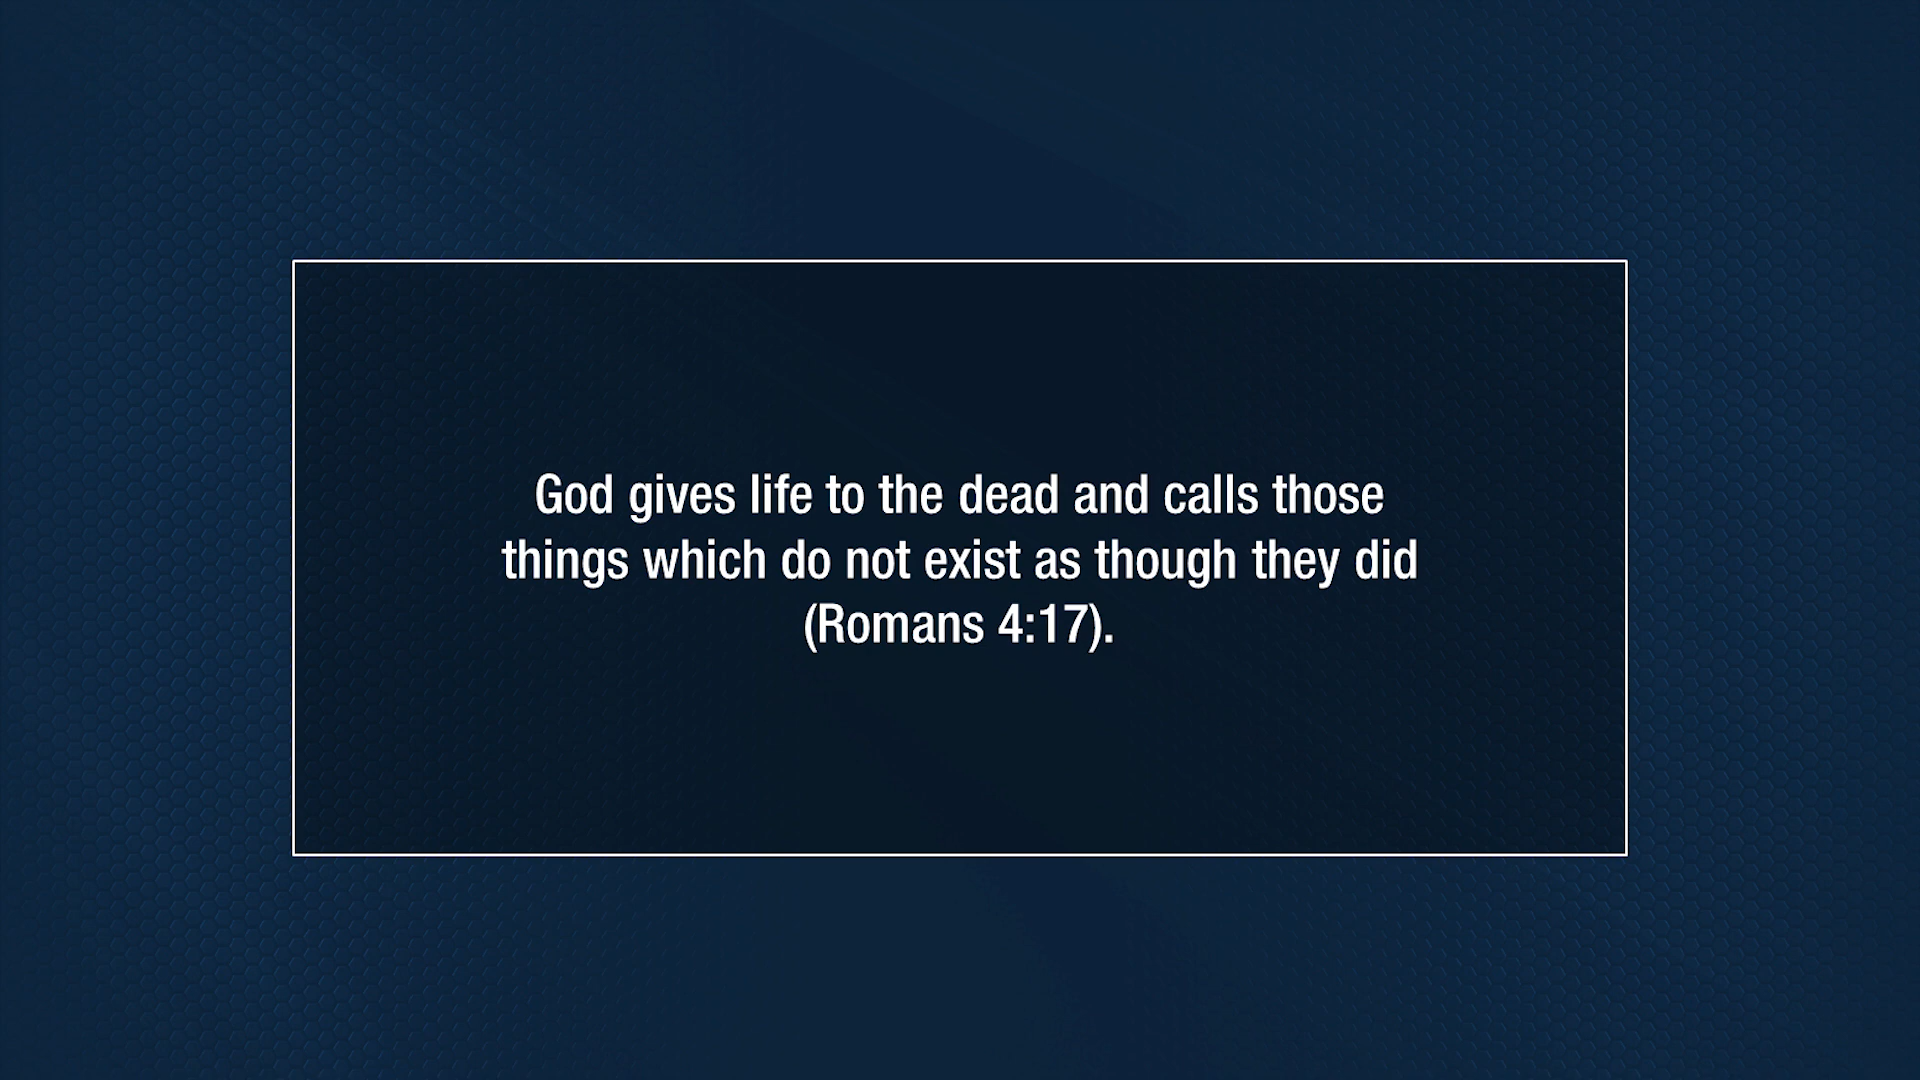 God gives life to the dead and calls those
things which do not exist as though they did
(Romans 4:17).